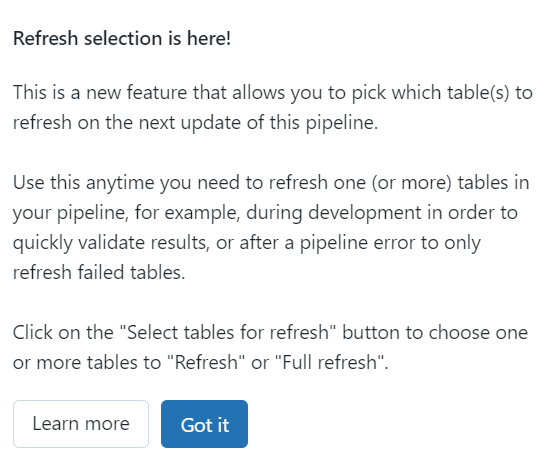 Refresh selection is here!
This is a new feature that allows you to pick which table(s) to
refresh on the next update of this pipeline.
Use this anytime you need to refresh one (or more) tables in
your pipeline, for example, during development in order to
quickly validate results, or after a pipeline error to only
refresh failed tables.
Click on the "Select tables for refresh" button to choose one
or more tables to "Refresh" or "Full refresh".
Learn more
Got it